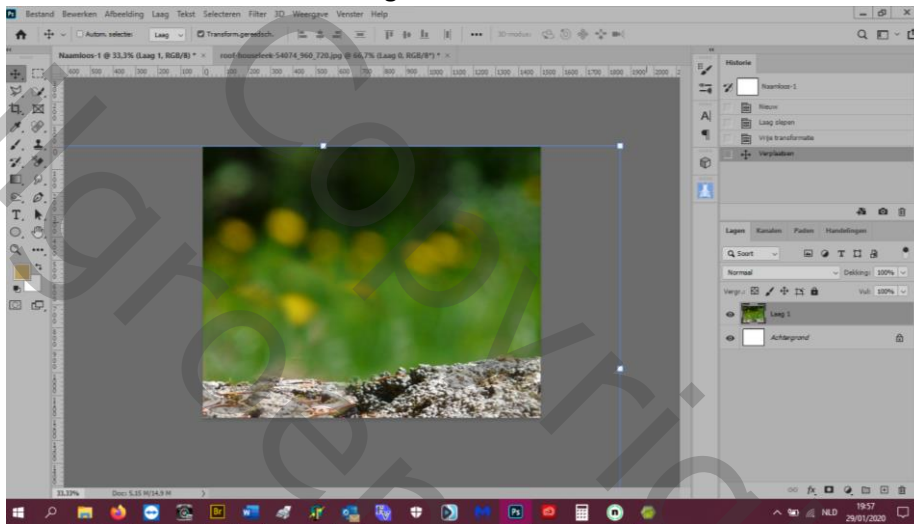 Bestand Bewerken Afbeelding Laag Tekst Selecteren Filter 3D Weergave Venster Help
Autom. selectie: Laag Transform.gereedsch. 3D-modus:
Naamloos-1 @ 33,3% (Laag 1, RGB/8) *
Historie
Naamloos-1
Nieuw
Laag slepen
Vrije transformatie
Verplaatsen
Lagen Kanalen Paden Handelingen
Soort
Normaal Dekking: 100%
Vergr.: Vul: 100%
Laag 1
Achtergrond
33,33% Doc: 5,15 M/14,9 M
NLD 19:57
29/01/2020